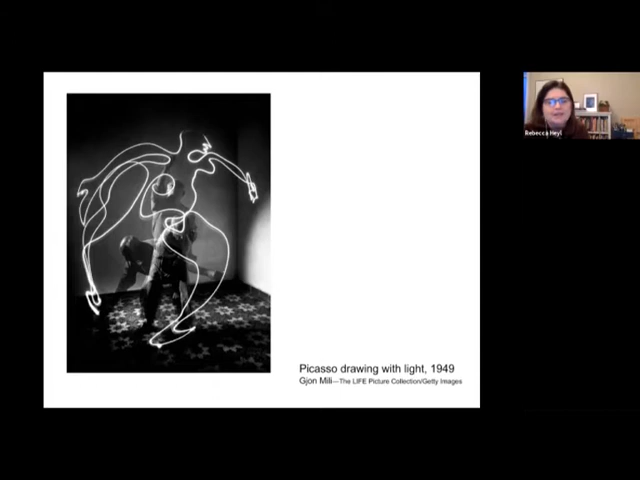 Rebecca Heyl
Picasso drawing with light, 1949
Gjon Mili—The LIFE Picture Collection/Getty Images